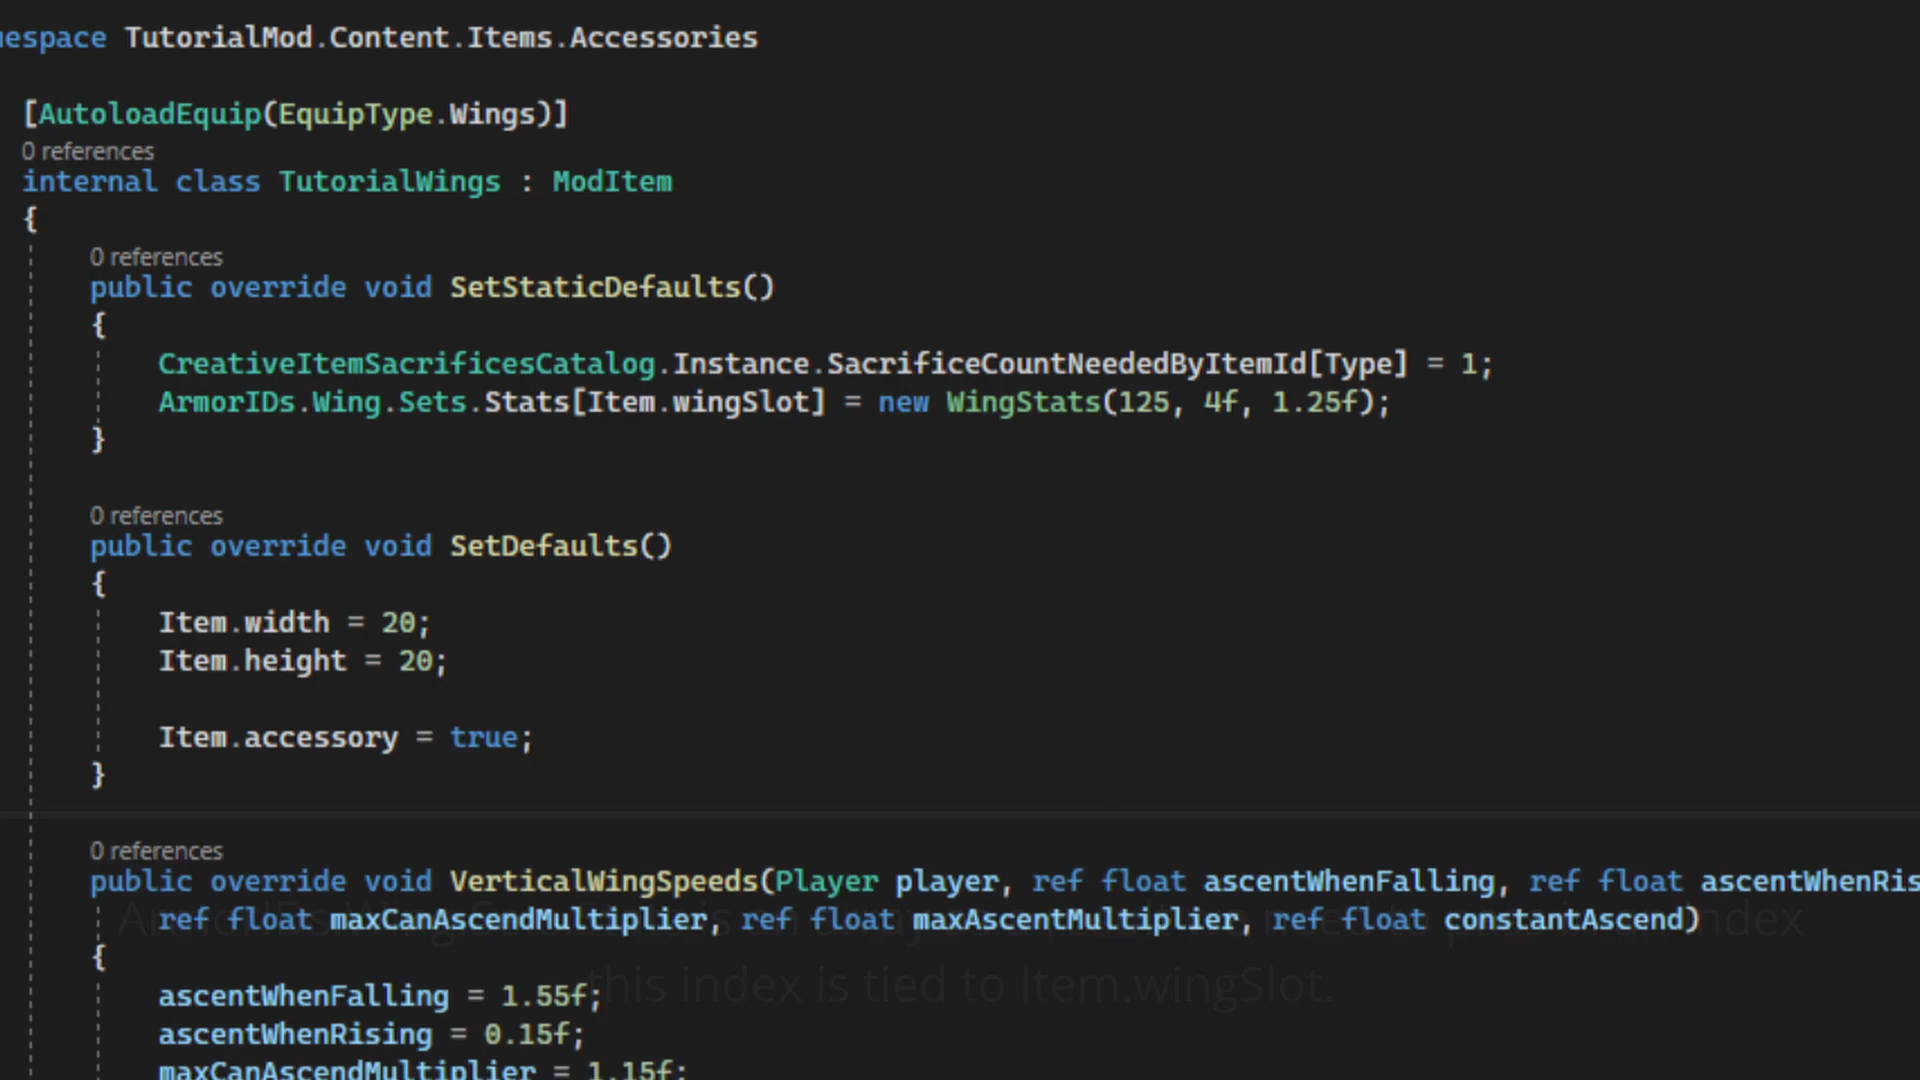 espace TutorialMod.Content.Items.Accessories
[AutoloadEquip(EquipType.Wings)]
0 references
internal class TutorialWings : ModItem
{
0 references
public override void SetStaticDefaults()
{
CreativeItemSacrificesCatalog.Instance.SacrificeCountNeededByItemId[Type] = 1;
ArmorIDs.Wing.Sets.Stats[Item.wingSlot] = new WingStats(125, 4f, 1.25f);
}
0 references
public override void SetDefaults()
{
Item.width = 20;
Item.height = 20;
Item.accessory = true;
}
0 references
public override void VerticalWingSpeeds(Player player, ref float ascentWhenFalling, ref float ascentWhenRis
ref float maxCanAscendMultiplier, ref float maxAscentMultiplier, ref float constantAscend)
{
ascentWhenFalling = 1.55f;
this index is tied to Item.wingSlot.
ascentWhenRising = 0.15f;
maxCanAscendMultiplier = 1.15f;